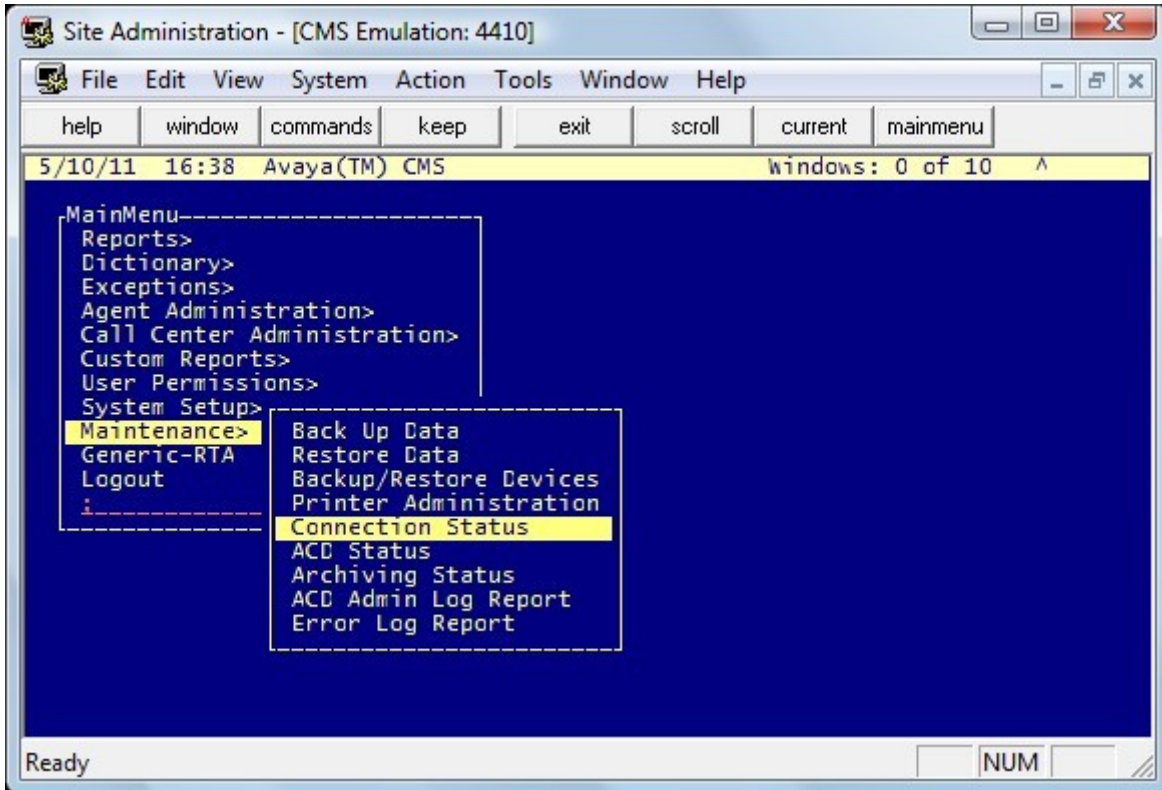 Site Administration - [CMS Emulation: 4410]
File Edit View System Action Tools Window Help
help window commands keep exit scroll current mainmenu
5/10/11 16:38 Avaya(TM) CMS Windows: 0 of 10 ^
MainMenu
Reports>
Dictionary>
Exceptions>
Agent Administration>
Call Center Administration>
Custom Reports>
User Permissions>
System Setup>
Maintenance>
Generic-RTA
Logout
;
Back Up Data
Restore Data
Backup/Restore Devices
Printer Administration
Connection Status
ACD Status
Archiving Status
ACD Admin Log Report
Error Log Report
Ready NUM